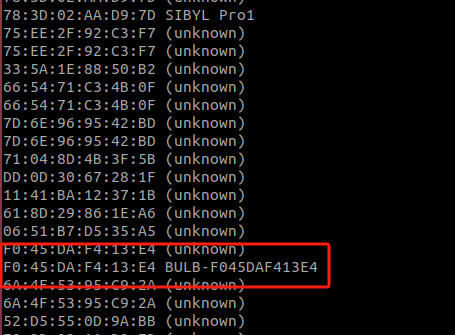 78:3D:02:AA:D9:7D SIBYL Pro1
75:EE:2F:92:C3:F7 (unknown)
75:EE:2F:92:C3:F7 (unknown)
33:5A:1E:88:50:B2 (unknown)
66:54:71:C3:4B:0F (unknown)
66:54:71:C3:4B:0F (unknown)
7D:6E:96:95:42:BD (unknown)
7D:6E:96:95:42:BD (unknown)
71:04:8D:4B:3F:5B (unknown)
DD:0D:30:67:28:1F (unknown)
11:41:BA:12:37:1B (unknown)
61:8D:29:86:1E:A6 (unknown)
06:51:B7:D5:35:A5 (unknown)
F0:45:DA:F4:13:E4 (unknown)
F0:45:DA:F4:13:E4 BULB-F045DAF413E4
6A:4F:53:95:C9:2A (unknown)
6A:4F:53:95:C9:2A (unknown)
52:D5:55:0D:9A:BB (unknown)